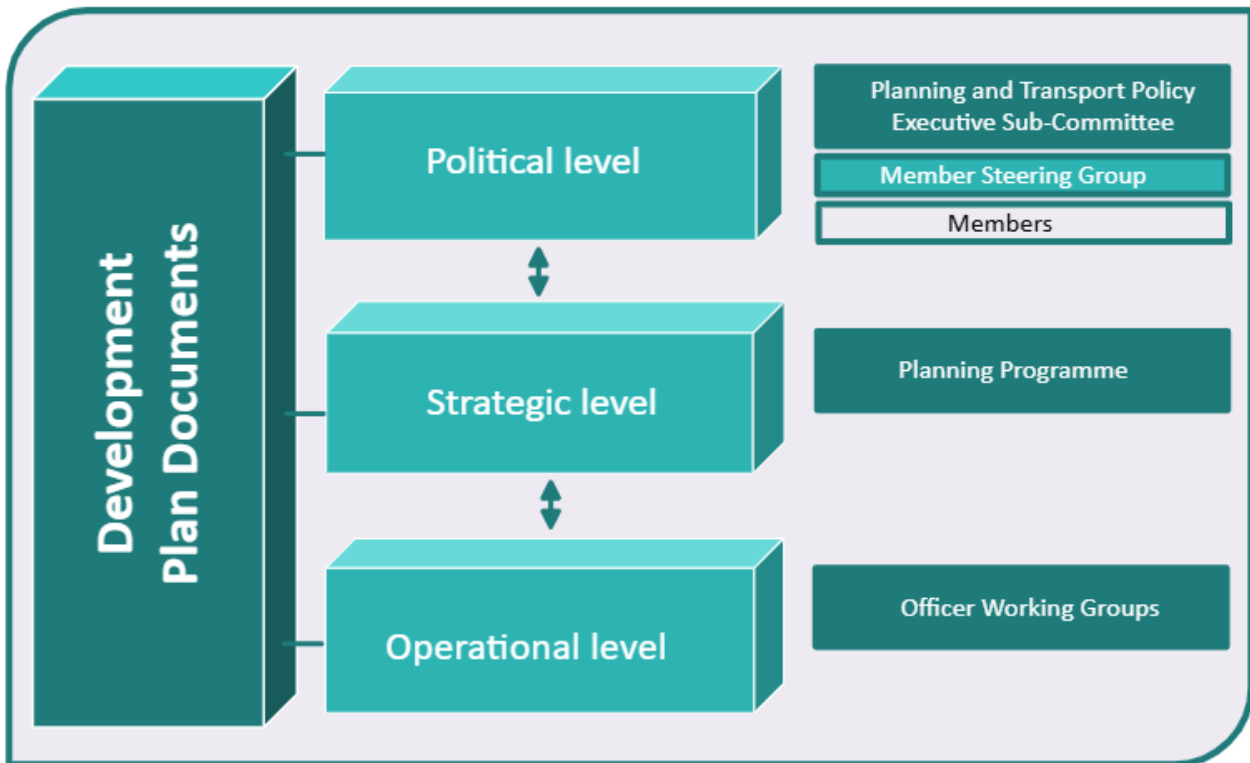 Development
Plan Documents
Political level
Planning and Transport Policy
Executive Sub-Committee
Member Steering Group
Members
Strategic level
Planning Programme
Operational level
Officer Working Groups